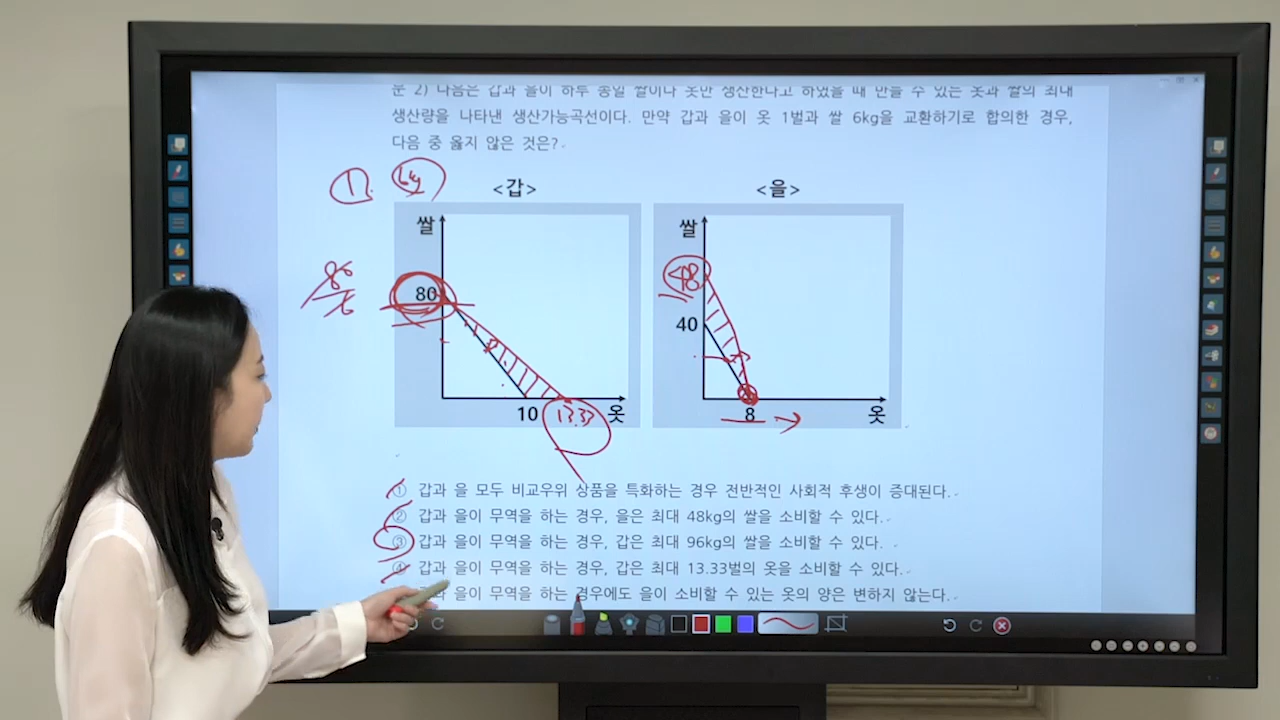 문 2) 다음은 갑과 을이 하루 종일 쌀이나 옷만 생산한다고 하였을 때 만들 수 있는 옷과 쌀의 최대
생산량을 나타낸 생산가능곡선이다. 만약 갑과 을이 옷 1벌과 쌀 6kg을 교환하기로 합의한 경우,
다음 중 옳지 않은 것은?
<갑> <을>
쌀 쌀
48
80
40
10 13.33 옷 8 옷
① 갑과 을 모두 비교우위 상품을 특화하는 경우 전반적인 사회적 후생이 증대된다.
② 갑과 을이 무역을 하는 경우, 을은 최대 48kg의 쌀을 소비할 수 있다.
③ 갑과 을이 무역을 하는 경우, 갑은 최대 96kg의 쌀을 소비할 수 있다.
④ 갑과 을이 무역을 하는 경우, 갑은 최대 13.33벌의 옷을 소비할 수 있다.
을이 무역을 하는 경우에도 을이 소비할 수 있는 옷의 양은 변하지 않는다.